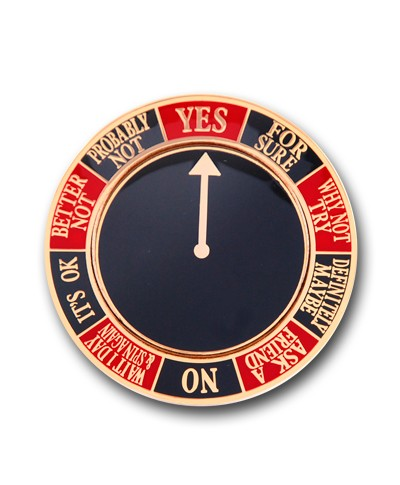 YES
FOR
SURE
WHY NOT
TRY
DEFINITELY
MAYBE
ASK A
FRIEND
NO
WAIT 1 DAY
& SPIN AGAIN
IT'S OK
BETTER
NOT
PROBABLY
NOT